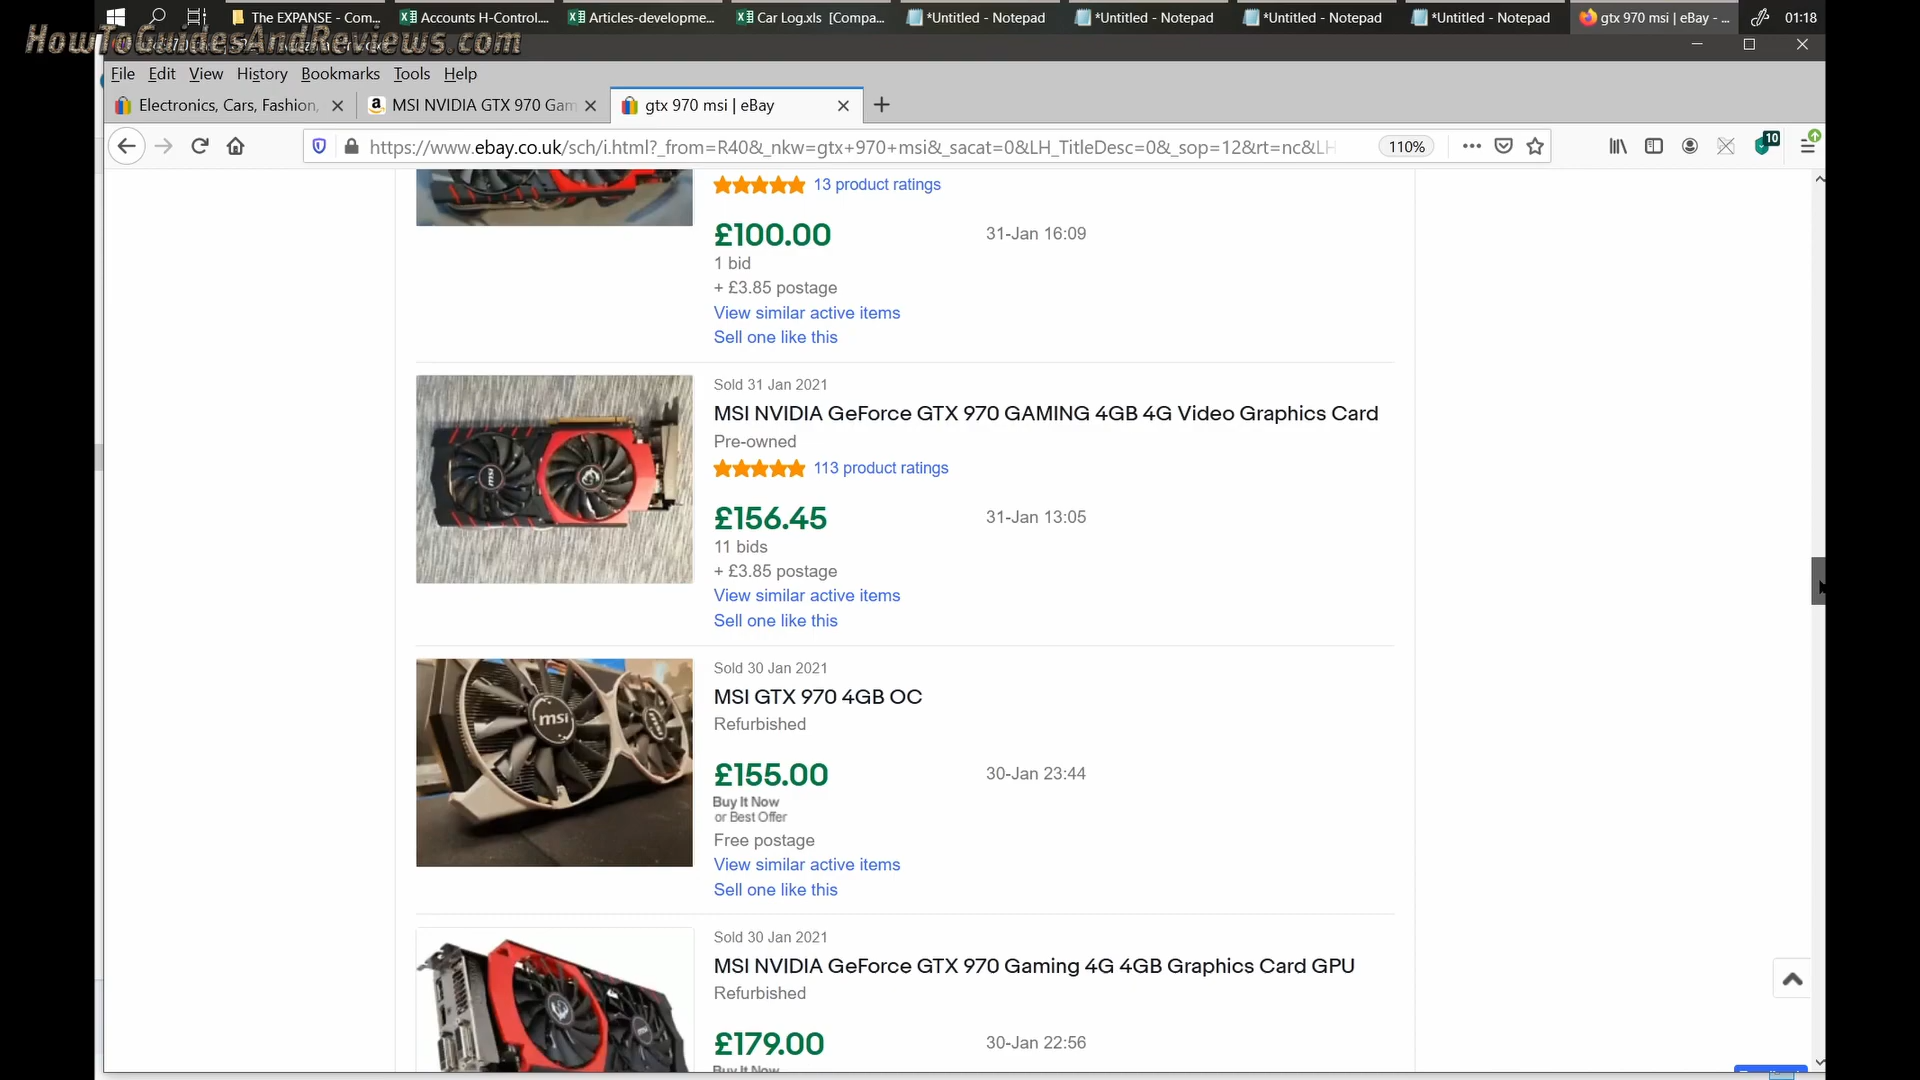 The EXPANSE - Com... Accounts H-Control.... Articles-developme... Car Log.xls [Compa... *Untitled - Notepad *Untitled - Notepad *Untitled - Notepad *Untitled - Notepad gtx 970 msi | eBay - ... 01:18
HowToGuidesAndReviews.com
File Edit View History Bookmarks Tools Help
Electronics, Cars, Fashion, MSI NVIDIA GTX 970 Gam gtx 970 msi | eBay
https://www.ebay.co.uk/sch/i.html?_from=R40&_nkw=gtx+970+msi&_sacat=0&LH_TitleDesc=0&_sop=12&rt=nc&LH 110% 10
13 product ratings
£100.00 31-Jan 16:09
1 bid
+ £3.85 postage
View similar active items
Sell one like this
Sold 31 Jan 2021
MSI NVIDIA GeForce GTX 970 GAMING 4GB 4G Video Graphics Card
Pre-owned
113 product ratings
£156.45 31-Jan 13:05
11 bids
+ £3.85 postage
View similar active items
Sell one like this
Sold 30 Jan 2021
MSI GTX 970 4GB OC
Refurbished
msi
£155.00 30-Jan 23:44
Buy It Now
or Best Offer
Free postage
View similar active items
Sell one like this
Sold 30 Jan 2021
MSI NVIDIA GeForce GTX 970 Gaming 4G 4GB Graphics Card GPU
Refurbished
£179.00 30-Jan 22:56
Buy It Now